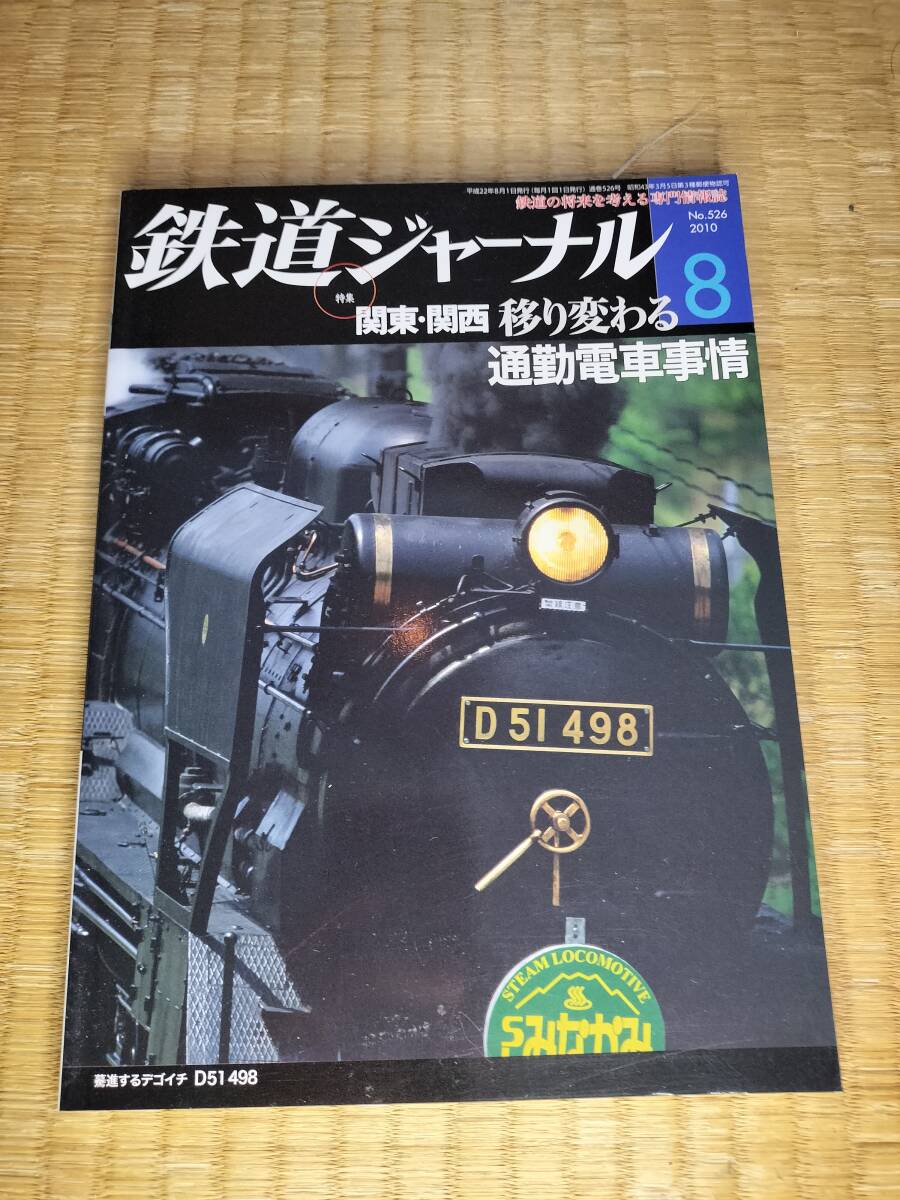 平成22年8月1日発行(毎月1回1日発行) 通巻526号 昭和43年3月5日第3種郵便物認可
鉄道の将来を考える専門情報誌
No.526
2010
8
鉄道ジャーナル
特集
関東・関西 移り変わる
通勤電車事情
架線注意
D51 498
STEAM LOCOMOTIVE
みなかみ
驀進するデゴイチ D51 498